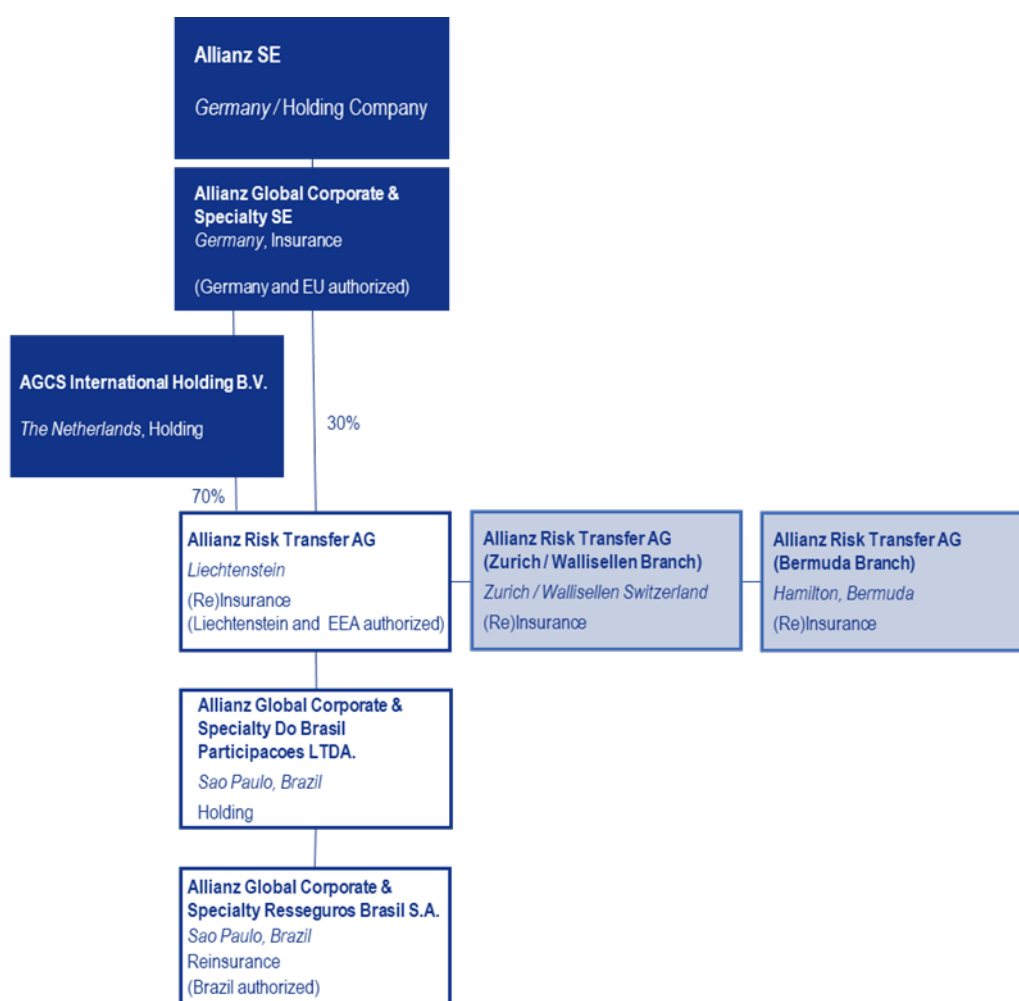 Allianz SE
Germany / Holding Company
Allianz Global Corporate &
Specialty SE
Germany, Insurance
(Germany and EU authorized)
AGCS International Holding B.V.
The Netherlands, Holding
30%
70%
Allianz Risk Transfer AG
Liechtenstein
(Re)Insurance
(Liechtenstein and EEA authorized)
Allianz Risk Transfer AG
(Zurich / Wallisellen Branch)
Zurich / Wallisellen Switzerland
(Re)Insurance
Allianz Risk Transfer AG
(Bermuda Branch)
Hamilton, Bermuda
(Re)Insurance
Allianz Global Corporate &
Specialty Do Brasil
Participacoes LTDA.
Sao Paulo, Brazil
Holding
Allianz Global Corporate &
Specialty Resseguros Brasil S.A.
Sao Paulo, Brazil
Reinsurance
(Brazil authorized)